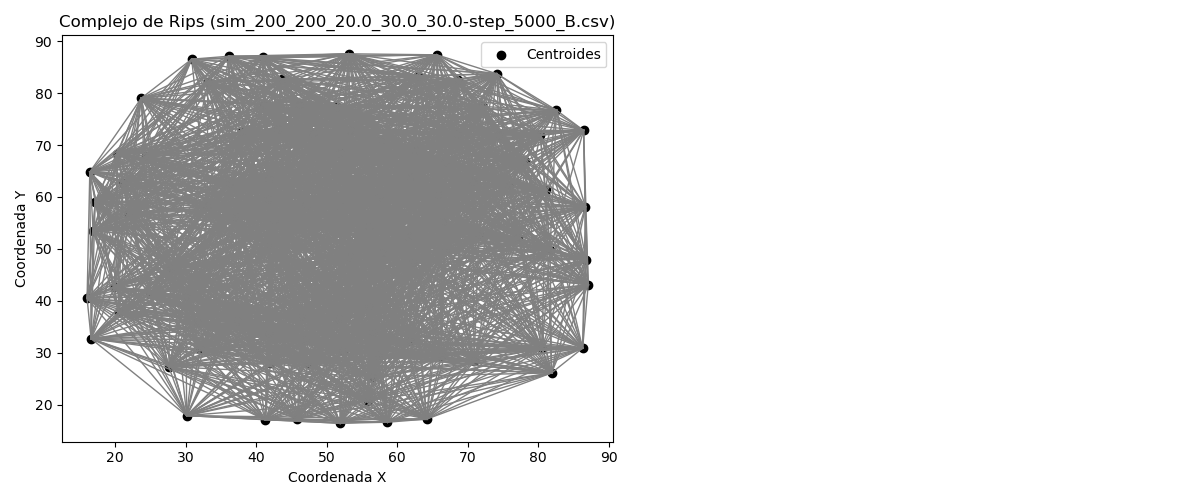 Complejo de Rips (sim_200_200_20.0_30.0_30.0-step_5000_B.csv)
Centroides
90
80
70
60
50
40
30
20
Coordenada Y
20 30 40 50 60 70 80 90
Coordenada X